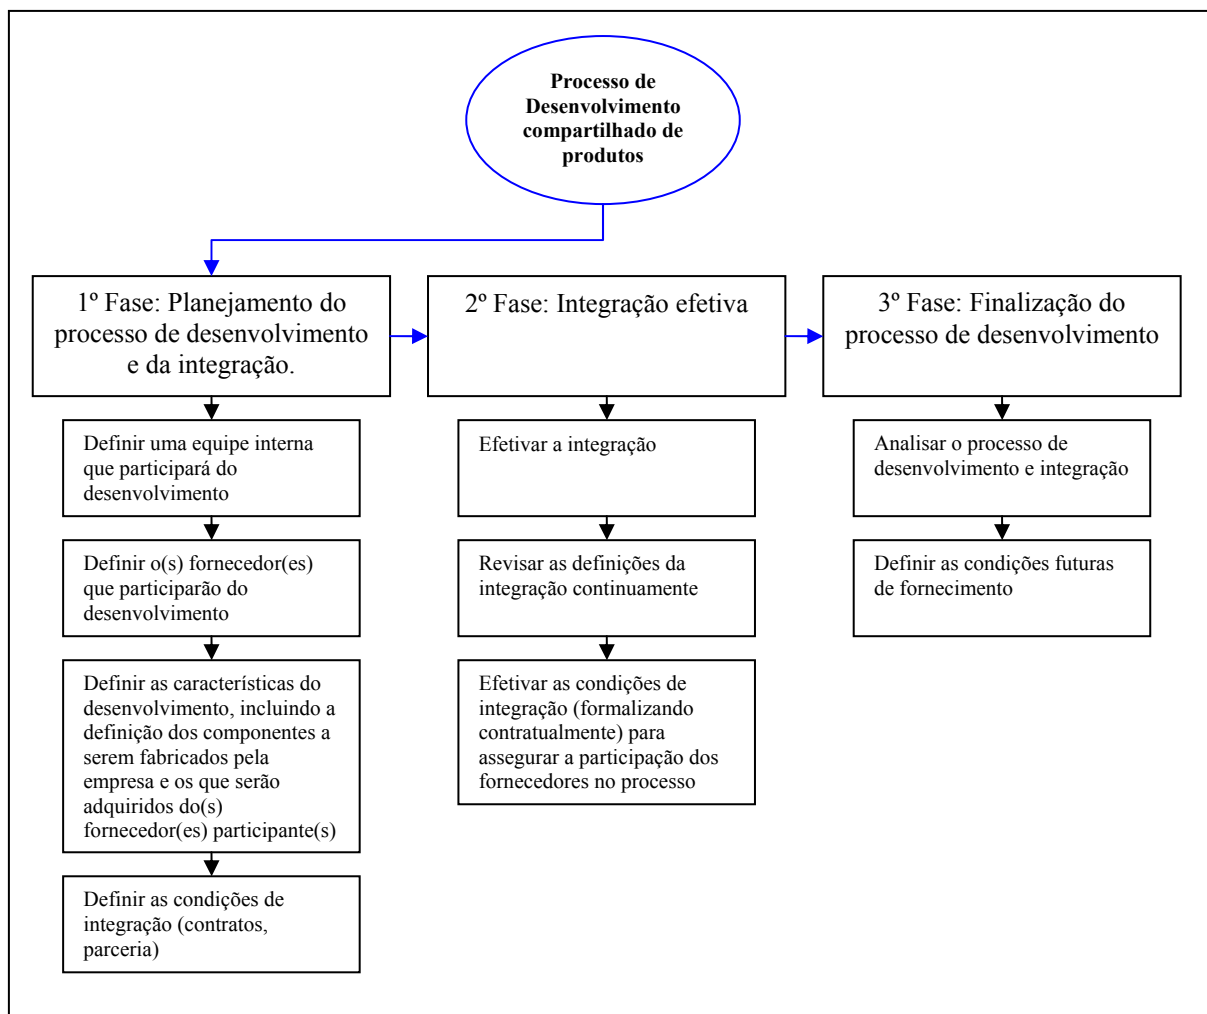 Processo de
Desenvolvimento
compartilhado de
produtos
1º Fase: Planejamento do
processo de desenvolvimento
e da integração.
Definir uma equipe interna
que participará do
desenvolvimento
Definir o(s) fornecedor(es)
que participarão do
desenvolvimento
Definir as características do
desenvolvimento, incluindo a
definição dos componentes a
serem fabricados pela
empresa e os que serão
adquiridos do(s)
fornecedor(es) participante(s)
Definir as condições de
integração (contratos,
parceria)
2º Fase: Integração efetiva
Efetivar a integração
Revisar as definições da
integração continuamente
Efetivar as condições de
integração (formalizando
contratualmente) para
assegurar a participação dos
fornecedores no processo
3º Fase: Finalização do
processo de desenvolvimento
Analisar o processo de
desenvolvimento e integração
Definir as condições futuras
de fornecimento